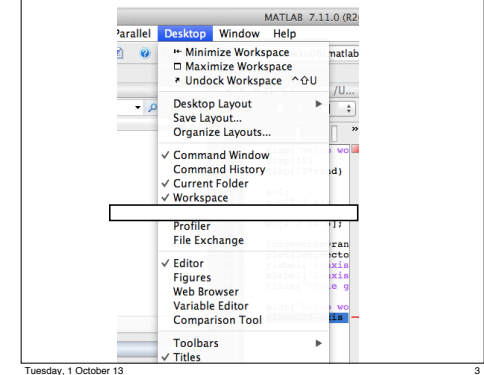 MATLAB 7.11.0 (R20
Parallel Desktop Window Help
Minimize Workspace
matlab
Maximize Workspace
Undock Workspace ^⇧U
/U...
Desktop Layout
Save Layout...
Organize Layouts...
»
✓ Command Window
Command History
✓ Current Folder
✓ Workspace
Profiler
File Exchange
✓ Editor
Figures
Web Browser
Variable Editor
Comparison Tool
Toolbars
✓ Titles
Tuesday, 1 October 13
3